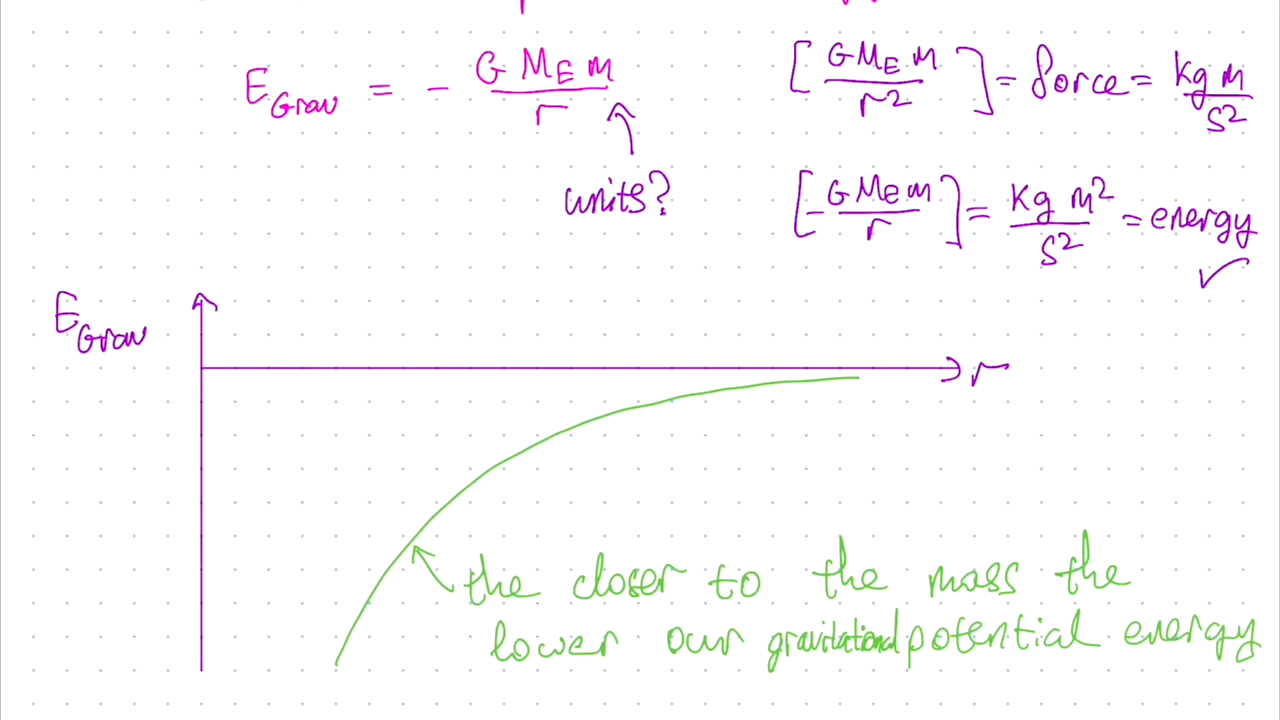 E_Grav = - G M_E m / r
[G M_E m / r²] = force = Kg m / s²
units?
[- G M_E m / r] = Kg m² / s² = energy ✓
E_Grav
r
the closer to the mass the
lower our gravitational potential energy